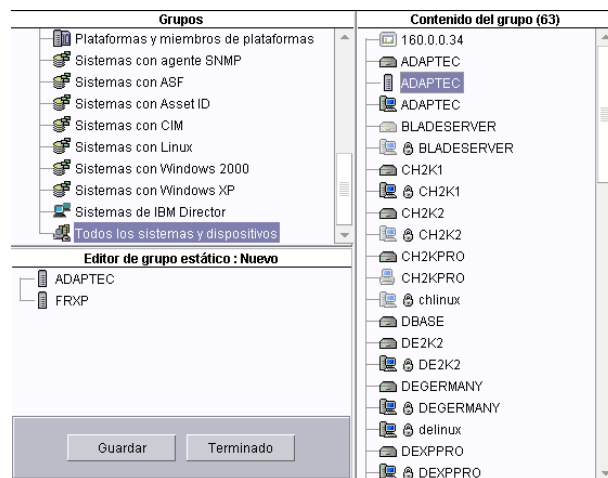 Grupos
Plataformas y miembros de plataformas
Sistemas con agente SNMP
Sistemas con ASF
Sistemas con Asset ID
Sistemas con CIM
Sistemas con Linux
Sistemas con Windows 2000
Sistemas con Windows XP
Sistemas de IBM Director
Todos los sistemas y dispositivos
Editor de grupo estático : Nuevo
ADAPTEC
FRXP
Guardar
Terminado
Contenido del grupo (63)
160.0.0.34
ADAPTEC
ADAPTEC
ADAPTEC
BLADESERVER
BLADESERVER
CH2K1
CH2K1
CH2K2
CH2K2
CH2KPRO
CH2KPRO
chlinux
DBASE
DE2K2
DE2K2
DEGERMANY
DEGERMANY
delinux
DEXPPRO
DEXPPRO